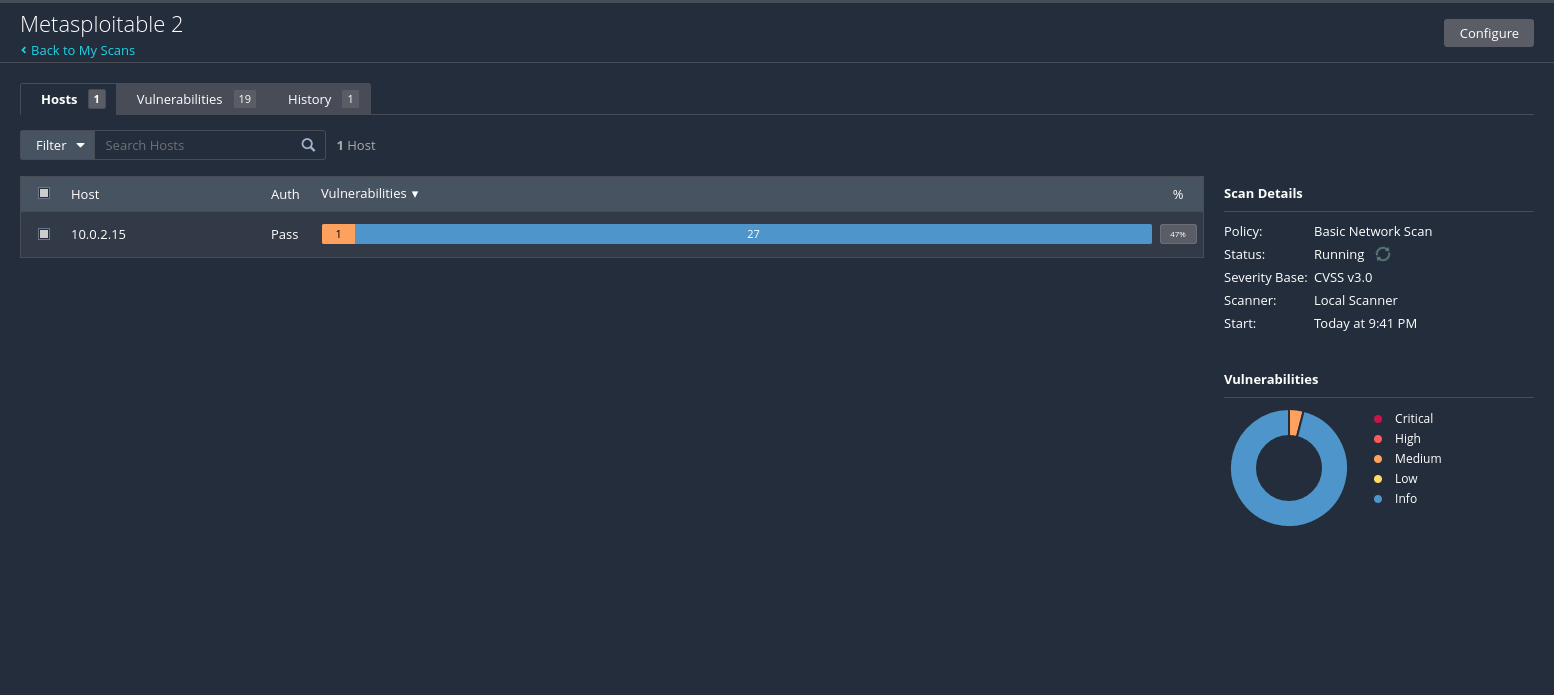 Metasploitable 2
Back to My Scans
Configure
Hosts 1 Vulnerabilities 19 History 1
Filter Search Hosts 1 Host
Host Auth Vulnerabilities ▼ %
10.0.2.15 Pass 1 27 47%
Scan Details
Policy: Basic Network Scan
Status: Running
Severity Base: CVSS v3.0
Scanner: Local Scanner
Start: Today at 9:41 PM
Vulnerabilities
Critical
High
Medium
Low
Info